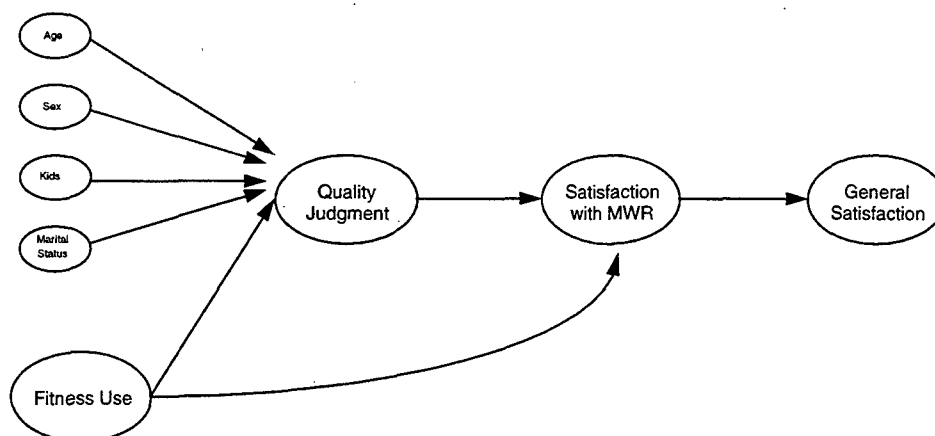 Age
Sex
Kids
Marital
Status
Quality
Judgment
Satisfaction
with MWR
General
Satisfaction
Fitness Use